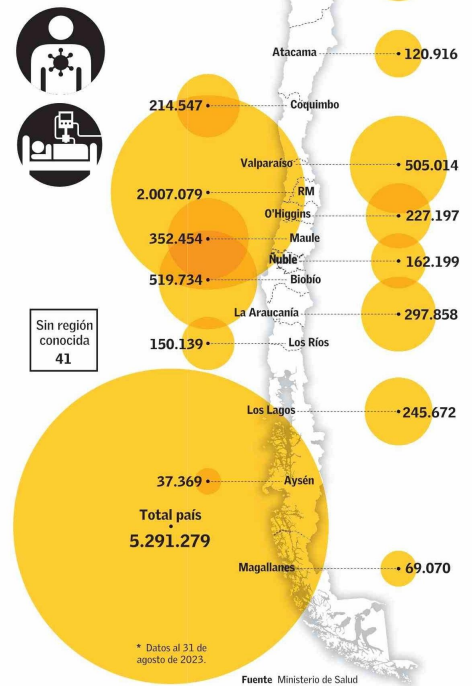 Atacama
120.916
214.547
Coquimbo
Valparaíso
505.014
2.007.079
RM
O'Higgins
227.197
352.454
Maule
Ñuble
162.199
519.734
Biobío
La Araucanía
297.858
Sin región
conocida
41
150.139
Los Ríos
Los Lagos
245.672
37.369
Aysén
Total país
5.291.279
Magallanes
69.070
* Datos al 31 de
agosto de 2023.
Fuente Ministerio de Salud